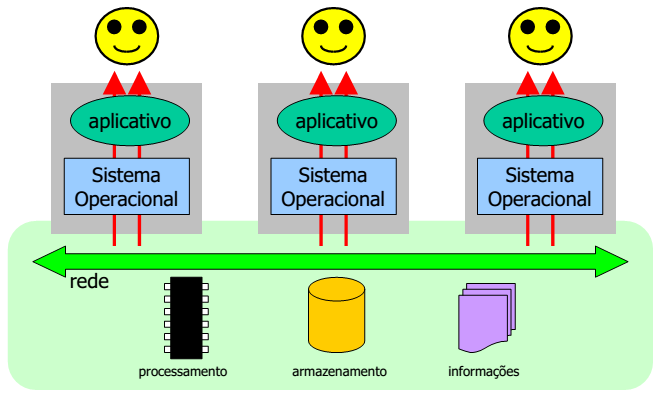 aplicativo
aplicativo
aplicativo
Sistema
Operacional
Sistema
Operacional
Sistema
Operacional
rede
processamento
armazenamento
informações